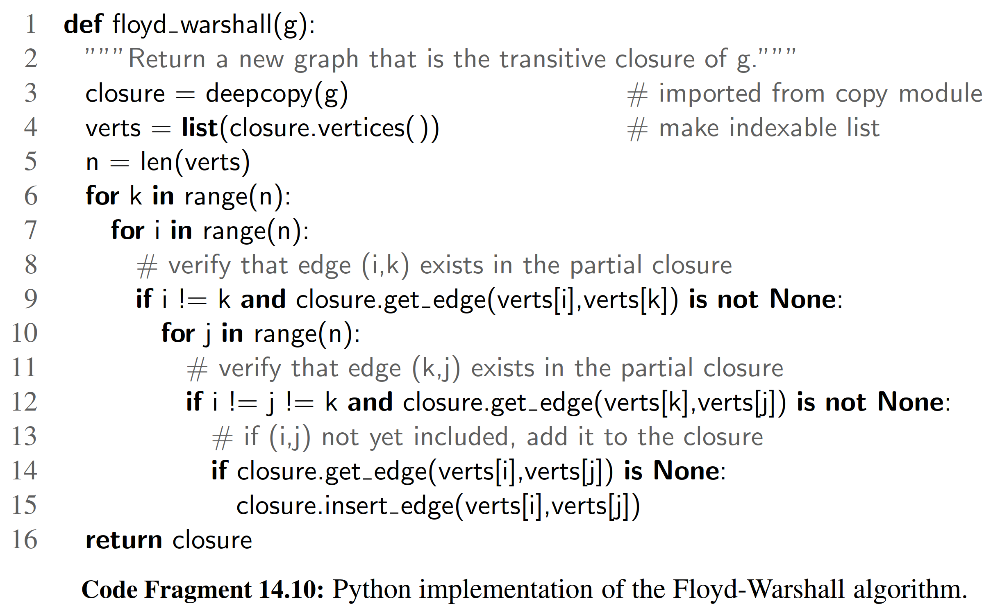 1 def floyd_warshall(g):
2 """Return a new graph that is the transitive closure of g."""
3 closure = deepcopy(g) # imported from copy module
4 verts = list(closure.vertices( )) # make indexable list
5 n = len(verts)
6 for k in range(n):
7 for i in range(n):
8 # verify that edge (i,k) exists in the partial closure
9 if i != k and closure.get_edge(verts[i],verts[k]) is not None:
10 for j in range(n):
11 # verify that edge (k,j) exists in the partial closure
12 if i != j != k and closure.get_edge(verts[k],verts[j]) is not None:
13 # if (i,j) not yet included, add it to the closure
14 if closure.get_edge(verts[i],verts[j]) is None:
15 closure.insert_edge(verts[i],verts[j])
16 return closure
Code Fragment 14.10: Python implementation of the Floyd-Warshall algorithm.